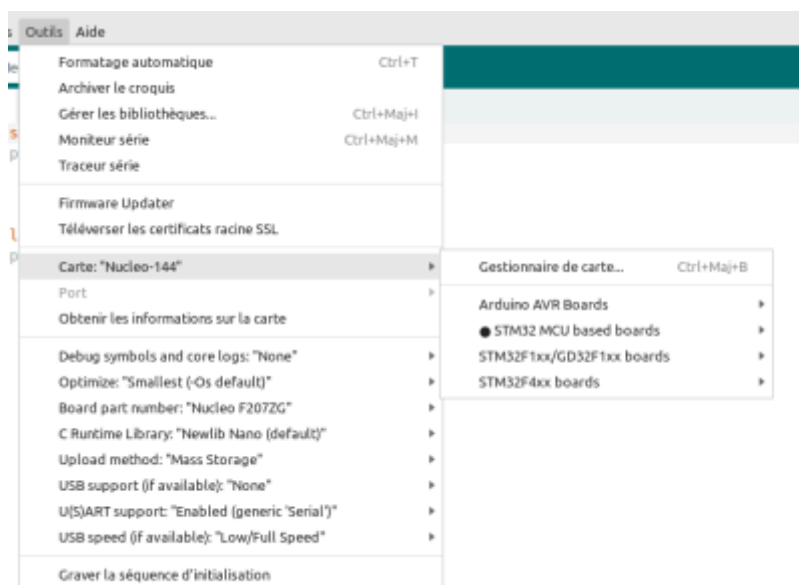 Outils Aide
Formatage automatique Ctrl+T
Archiver le croquis
Gérer les bibliothèques... Ctrl+Maj+I
Moniteur série Ctrl+Maj+M
Traceur série
Firmware Updater
Téléverser les certificats racine SSL
Carte: "Nucleo-144"
Gestionnaire de carte... Ctrl+Maj+B
Port
Obtenir les informations sur la carte
Arduino AVR Boards
STM32 MCU based boards
STM32F1xx/GD32F1xx boards
STM32F4xx boards
Debug symbols and core logs: "None"
Optimize: "Smallest (-Os default)"
Board part number: "Nucleo F207ZG"
C Runtime Library: "Newlib Nano (default)"
Upload method: "Mass Storage"
USB support (if available): "None"
U(S)ART support: "Enabled (generic 'Serial')"
USB speed (if available): "Low/Full Speed"
Graver la séquence d'initialisation